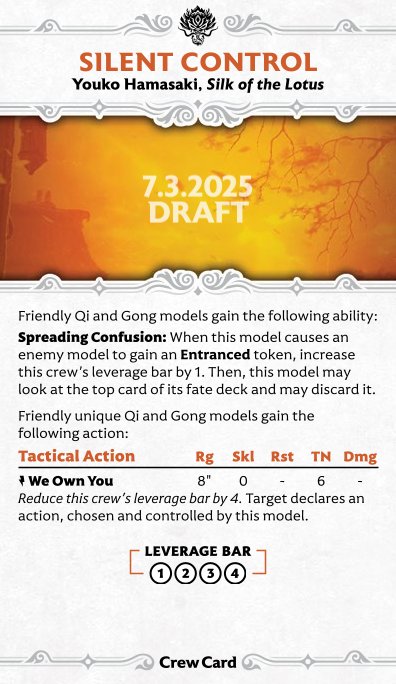 SILENT CONTROL
Youko Hamasaki, Silk of the Lotus
7.3.2025
DRAFT
Friendly Qi and Gong models gain the following ability:
Spreading Confusion: When this model causes an
enemy model to gain an Entranced token, increase
this crew's leverage bar by 1. Then, this model may
look at the top card of its fate deck and may discard it.
Friendly unique Qi and Gong models gain the
following action:
Tactical Action Rg Skl Rst TN Dmg
We Own You 8" 0 - 6 -
Reduce this crew's leverage bar by 4. Target declares an
action, chosen and controlled by this model.
LEVERAGE BAR
1 2 3 4
Crew Card